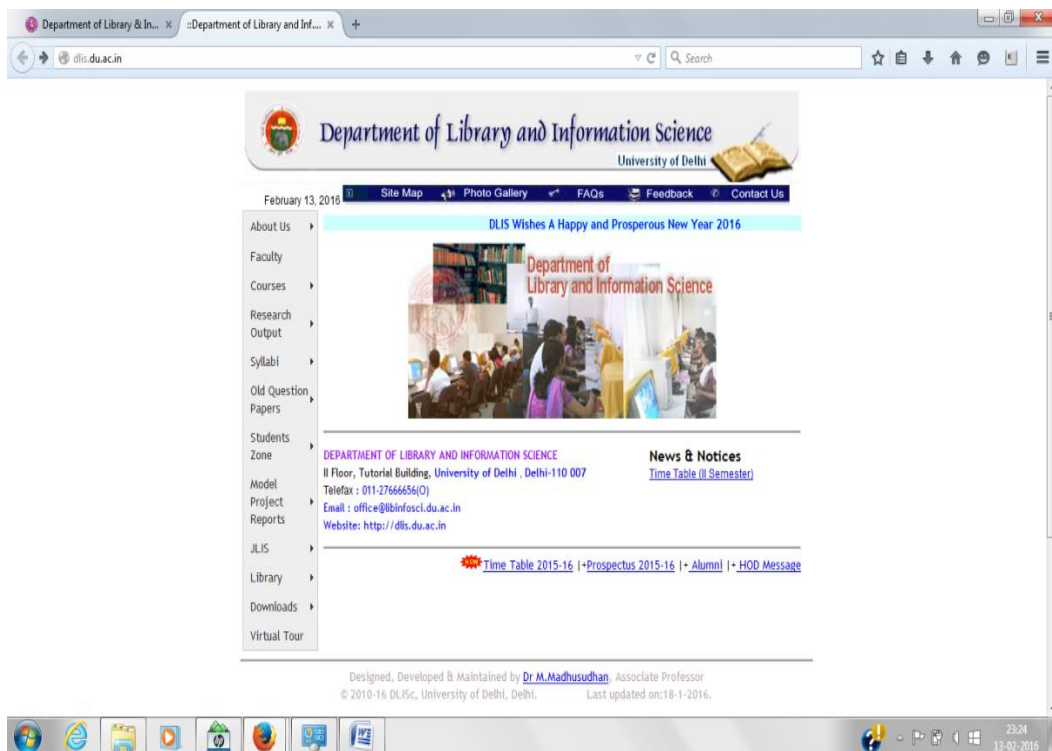 Department of Library & In... × ::Department of Library and Inf.... × +
dlis.du.ac.in
Search
Department of Library and Information Science
University of Delhi
February 13, 2016
Site Map Photo Gallery FAQs Feedback Contact Us
DLIS Wishes A Happy and Prosperous New Year 2016
About Us
Faculty
Courses
Research
Output
Syllabi
Old Question
Papers
Students
Zone
Model
Project
Reports
JLIS
Library
Downloads
Virtual Tour
Department of
Library and Information Science
DEPARTMENT OF LIBRARY AND INFORMATION SCIENCE
II Floor, Tutorial Building, University of Delhi , Delhi-110 007
Telefax : 011-27666656(O)
Email : office@libinfosci.du.ac.in
Website: http://dlis.du.ac.in
News & Notices
Time Table (II Semester)
NEW Time Table 2015-16 |+Prospectus 2015-16 |+ Alumni |+ HOD Message
Designed, Developed & Maintained by Dr M.Madhusudhan, Associate Professor
© 2010-16 DLISc, University of Delhi, Delhi. Last updated on:18-1-2016.
23:24
13-02-2016